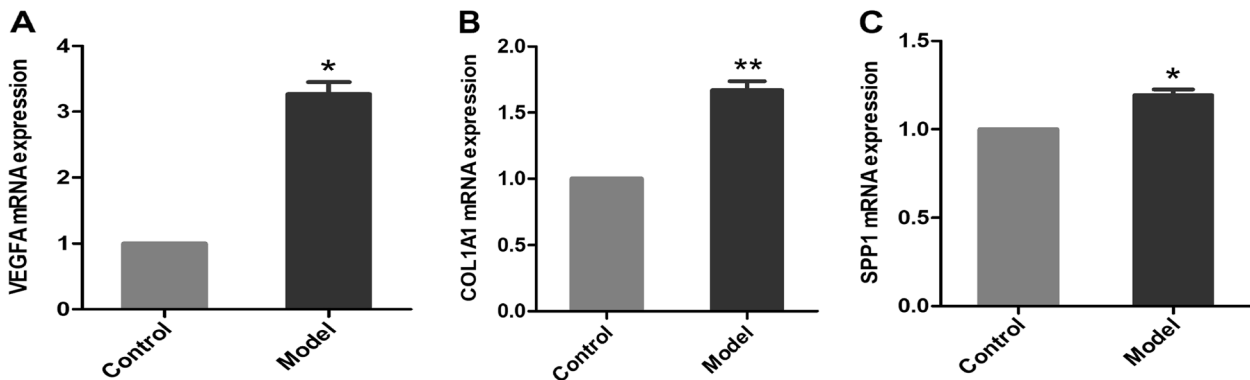 A
VEGFA mRNA expression
4
3
2
1
0
*
Control
Model
B
COL1A1 mRNA expression
2.0
1.5
1.0
0.5
0.0
**
Control
Model
C
SPP1 mRNA expression
1.5
1.0
0.5
0.0
*
Control
Model